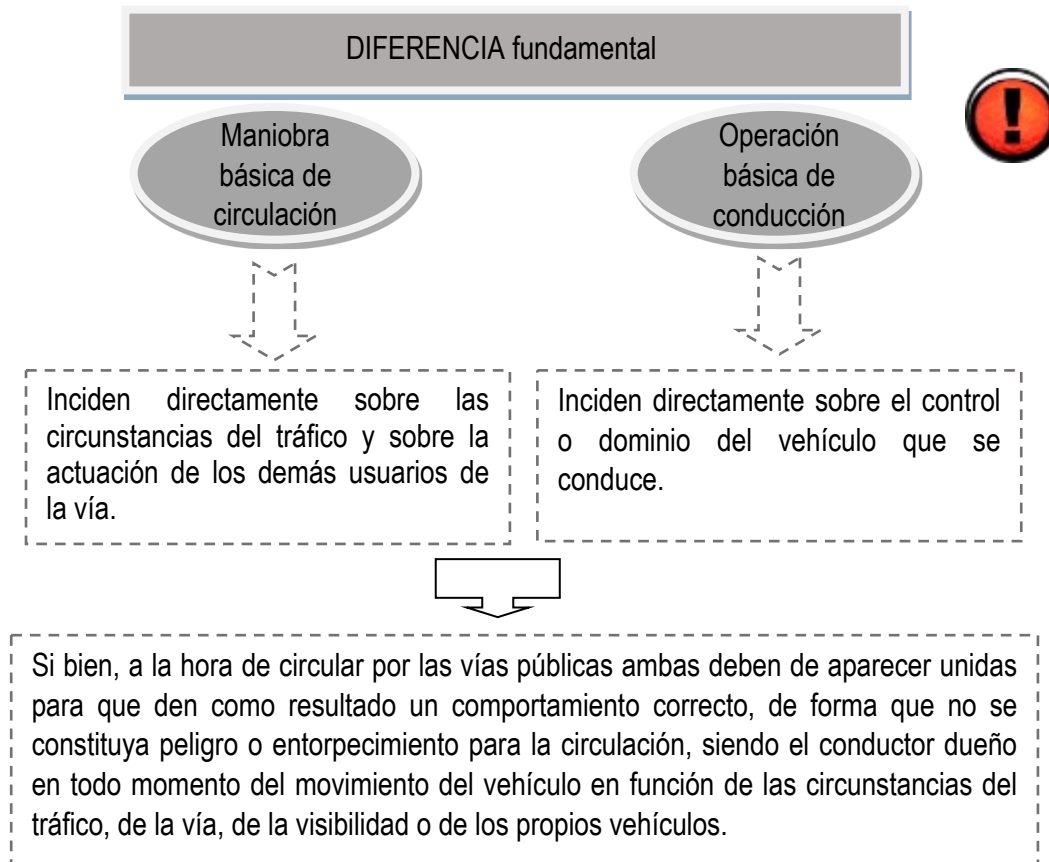 DIFERENCIA fundamental
Maniobra
básica de
circulación
Operación
básica de
conducción
Inciden directamente sobre las
circunstancias del tráfico y sobre la
actuación de los demás usuarios de
la vía.
Inciden directamente sobre el control
o dominio del vehículo que se
conduce.
Si bien, a la hora de circular por las vías públicas ambas deben de aparecer unidas
para que den como resultado un comportamiento correcto, de forma que no se
constituya peligro o entorpecimiento para la circulación, siendo el conductor dueño
en todo momento del movimiento del vehículo en función de las circunstancias del
tráfico, de la vía, de la visibilidad o de los propios vehículos.